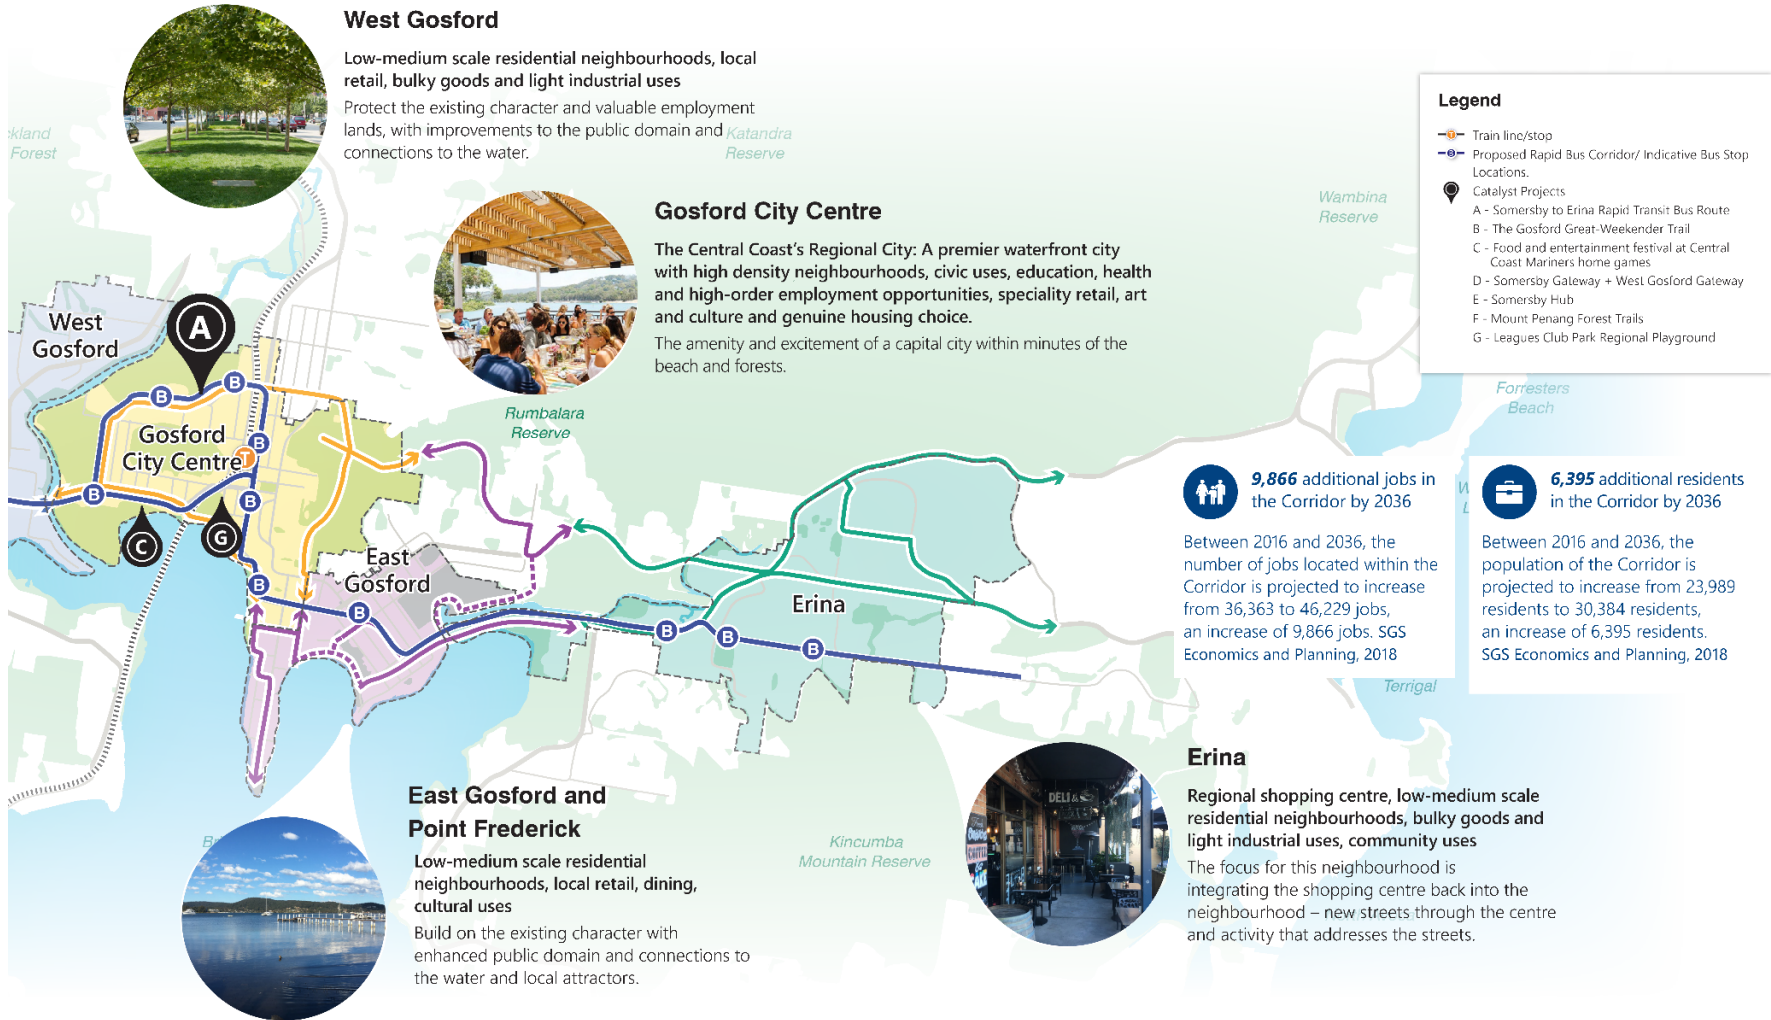 West Gosford
Low-medium scale residential neighbourhoods, local
retail, bulky goods and light industrial uses
Protect the existing character and valuable employment
lands, with improvements to the public domain and
connections to the water.
Forest
Katandra
Reserve
Gosford City Centre
The Central Coast's Regional City: A premier waterfront city
with high density neighbourhoods, civic uses, education, health
and high-order employment opportunities, speciality retail, art
and culture and genuine housing choice.
The amenity and excitement of a capital city within minutes of the
beach and forests.
Legend
T
Train line/stop
B
Proposed Rapid Bus Corridor/ Indicative Bus Stop
Locations.
Catalyst Projects
A - Somersby to Erina Rapid Transit Bus Route
B - The Gosford Great-Weekender Trail
C - Food and entertainment festival at Central
Coast Mariners home games
D - Somersby Gateway + West Gosford Gateway
E - Somersby Hub
F - Mount Penang Forest Trails
G - Leagues Club Park Regional Playground
Wambina
Reserve
Forresters
Beach
West
Gosford
A
B
B
Gosford
City Centre
T
B
B
B
C
G
Rumbalara
Reserve
East
Gosford
B
B
Erina
B
B
B
9,866 additional jobs in
the Corridor by 2036
Between 2016 and 2036, the
number of jobs located within the
Corridor is projected to increase
from 36,363 to 46,229 jobs,
an increase of 9,866 jobs. SGS
Economics and Planning, 2018
6,395 additional residents
in the Corridor by 2036
Between 2016 and 2036, the
population of the Corridor is
projected to increase from 23,989
residents to 30,384 residents,
an increase of 6,395 residents.
SGS Economics and Planning, 2018
Terrigal
East Gosford and
Point Frederick
Low-medium scale residential
neighbourhoods, local retail, dining,
cultural uses
Build on the existing character with
enhanced public domain and connections to
the water and local attractors.
Kincumba
Mountain Reserve
DELI &
Erina
Regional shopping centre, low-medium scale
residential neighbourhoods, bulky goods and
light industrial uses, community uses
The focus for this neighbourhood is
integrating the shopping centre back into the
neighbourhood – new streets through the centre
and activity that addresses the streets.